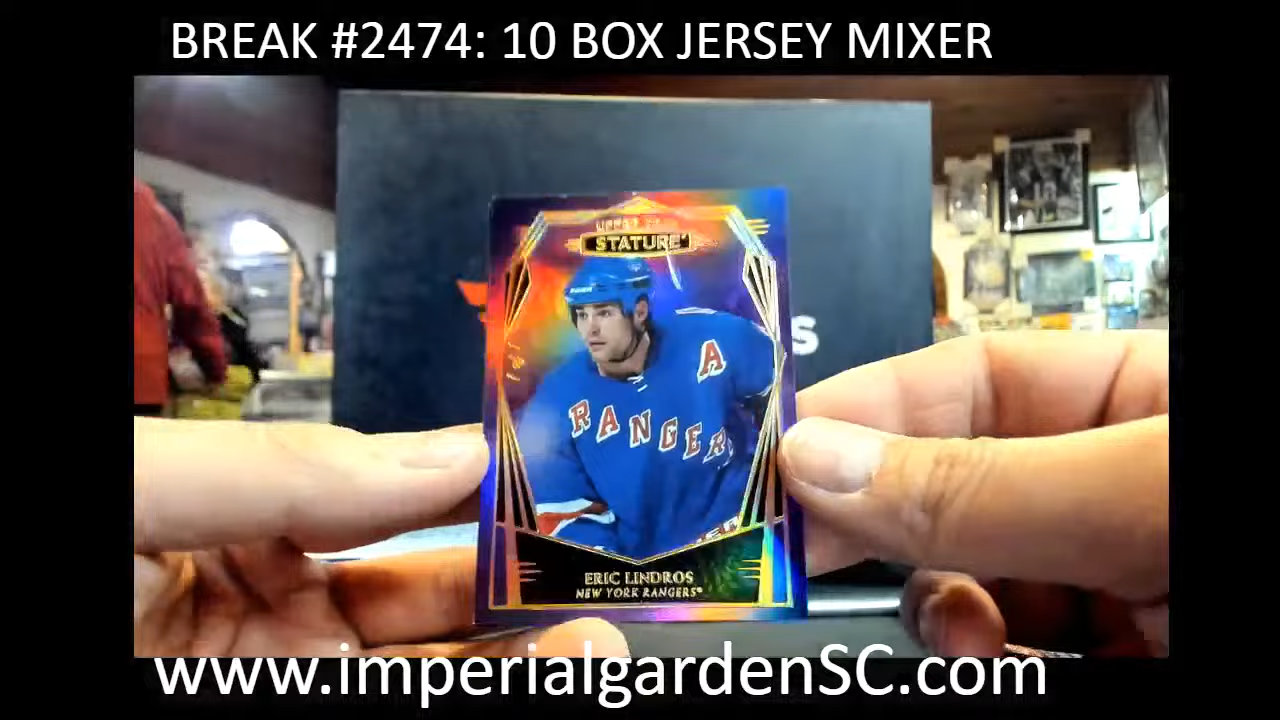 BREAK #2474: 10 BOX JERSEY MIXER
STATURE
A
RANGERS
S
ERIC LINDROS
NEW YORK RANGERS®
www.imperialgardenSC.com